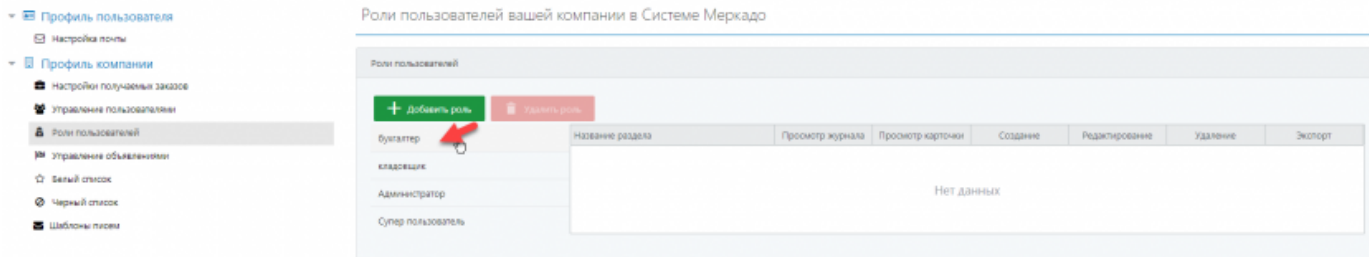 Профиль пользователя
Настройка почты
Профиль компании
Настройки получаемых заказов
Управление пользователями
Роли пользователей
Управление объявлениями
Белый список
Черный список
Шаблоны писем
Роли пользователей вашей компании в Системе Меркадо
Роли пользователей
Добавить роль Удалить роль
бухгалтер
кладовщик
Администратор
Супер пользователь
Название раздела Просмотр журнала Просмотр карточки Создание Редактирование Удаление Экспорт
Нет данных